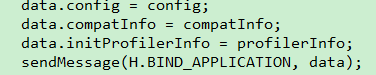 data.config = config;
data.compatInfo = compatInfo;
data.initProfilerInfo = profilerInfo;
sendMessage(H.BIND_APPLICATION, data);